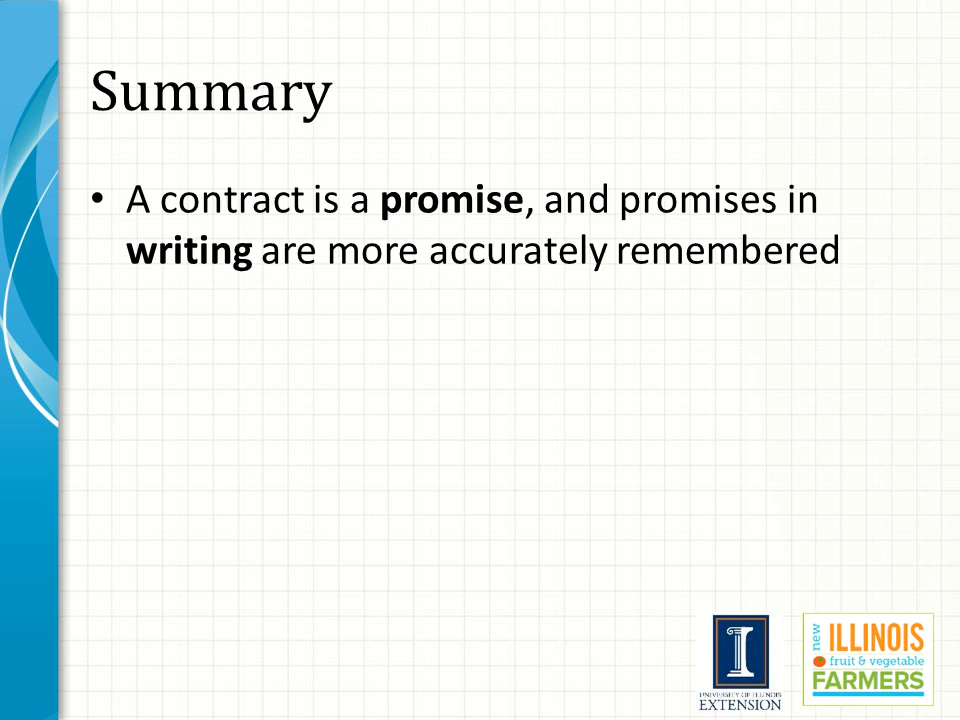 Summary
• A contract is a promise, and promises in
writing are more accurately remembered
I
UNIVERSITY OF ILLINOIS
EXTENSION
new
ILLINOIS
fruit & vegetable
FARMERS